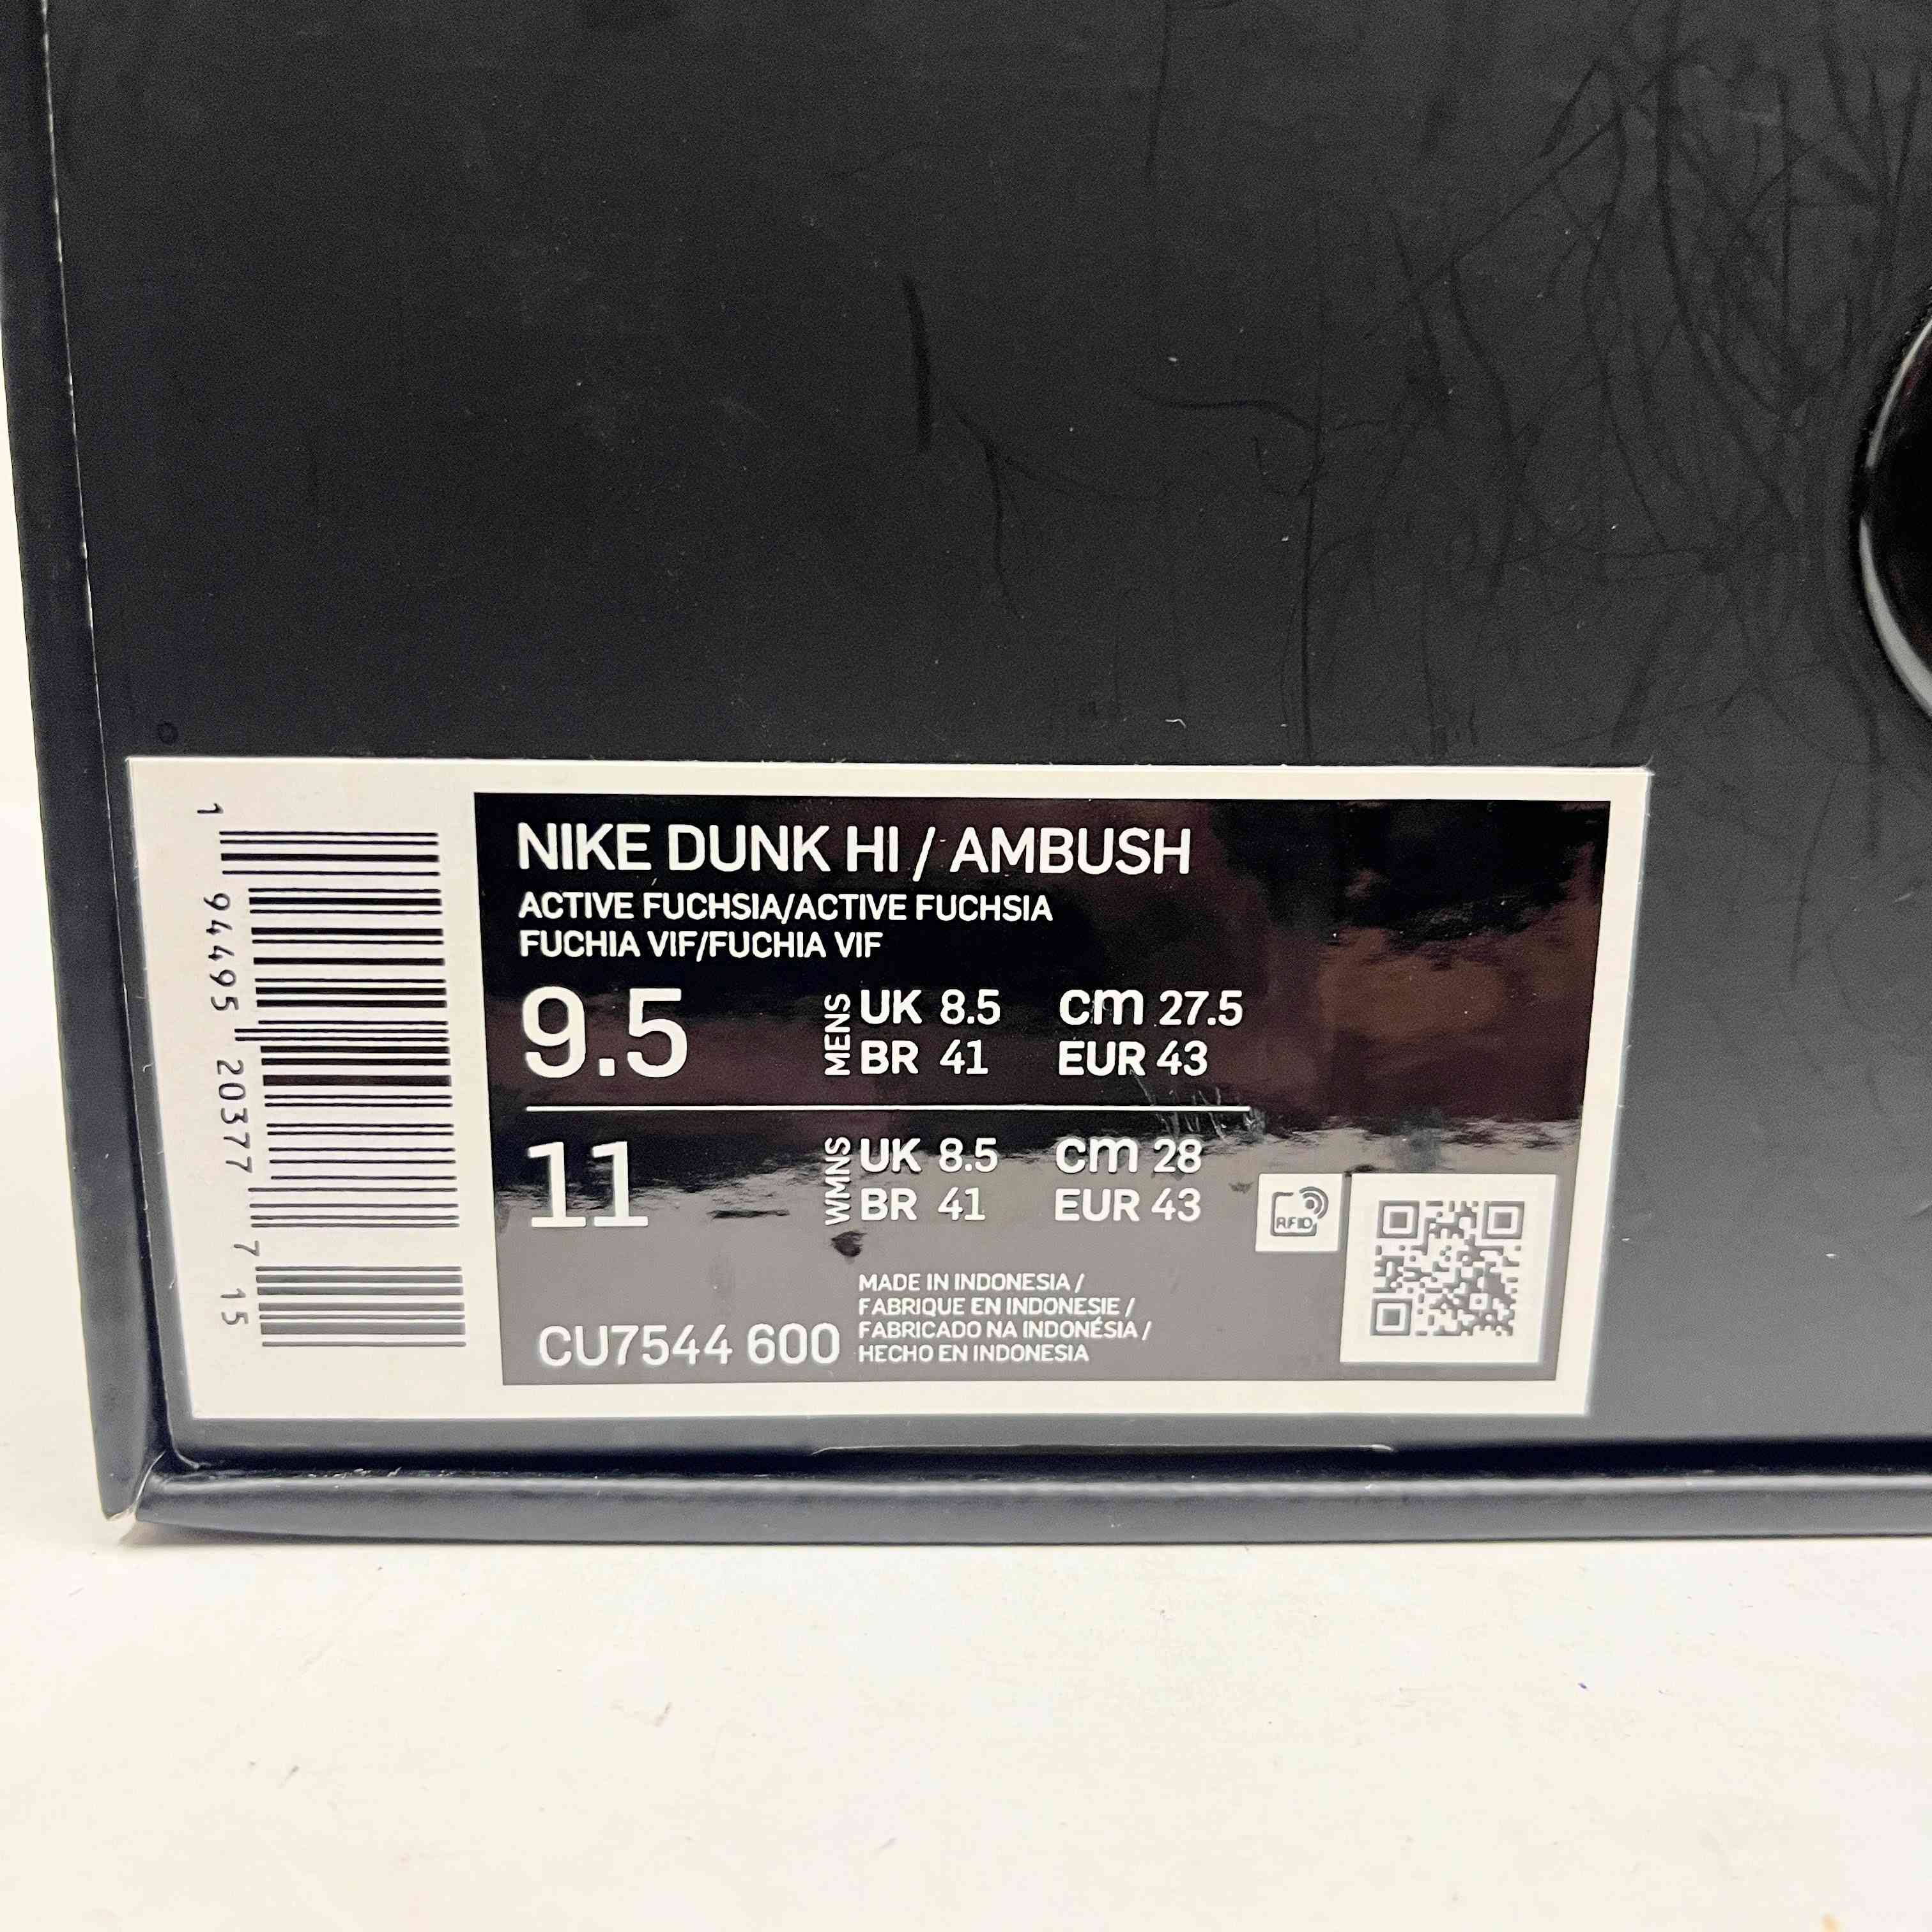 NIKE DUNK HI / AMBUSH
ACTIVE FUCHSIA/ACTIVE FUCHSIA
FUCHIA VIF/FUCHIA VIF
9.5 MENS UK 8.5 cm 27.5
BR 41 EUR 43
11 WMNS UK 8.5 cm 28
BR 41 EUR 43
RFID
CU7544 600
MADE IN INDONESIA /
FABRIQUE EN INDONESIE /
FABRICADO NA INDONÉSIA /
HECHO EN INDONESIA
1 94495 20377 7 15